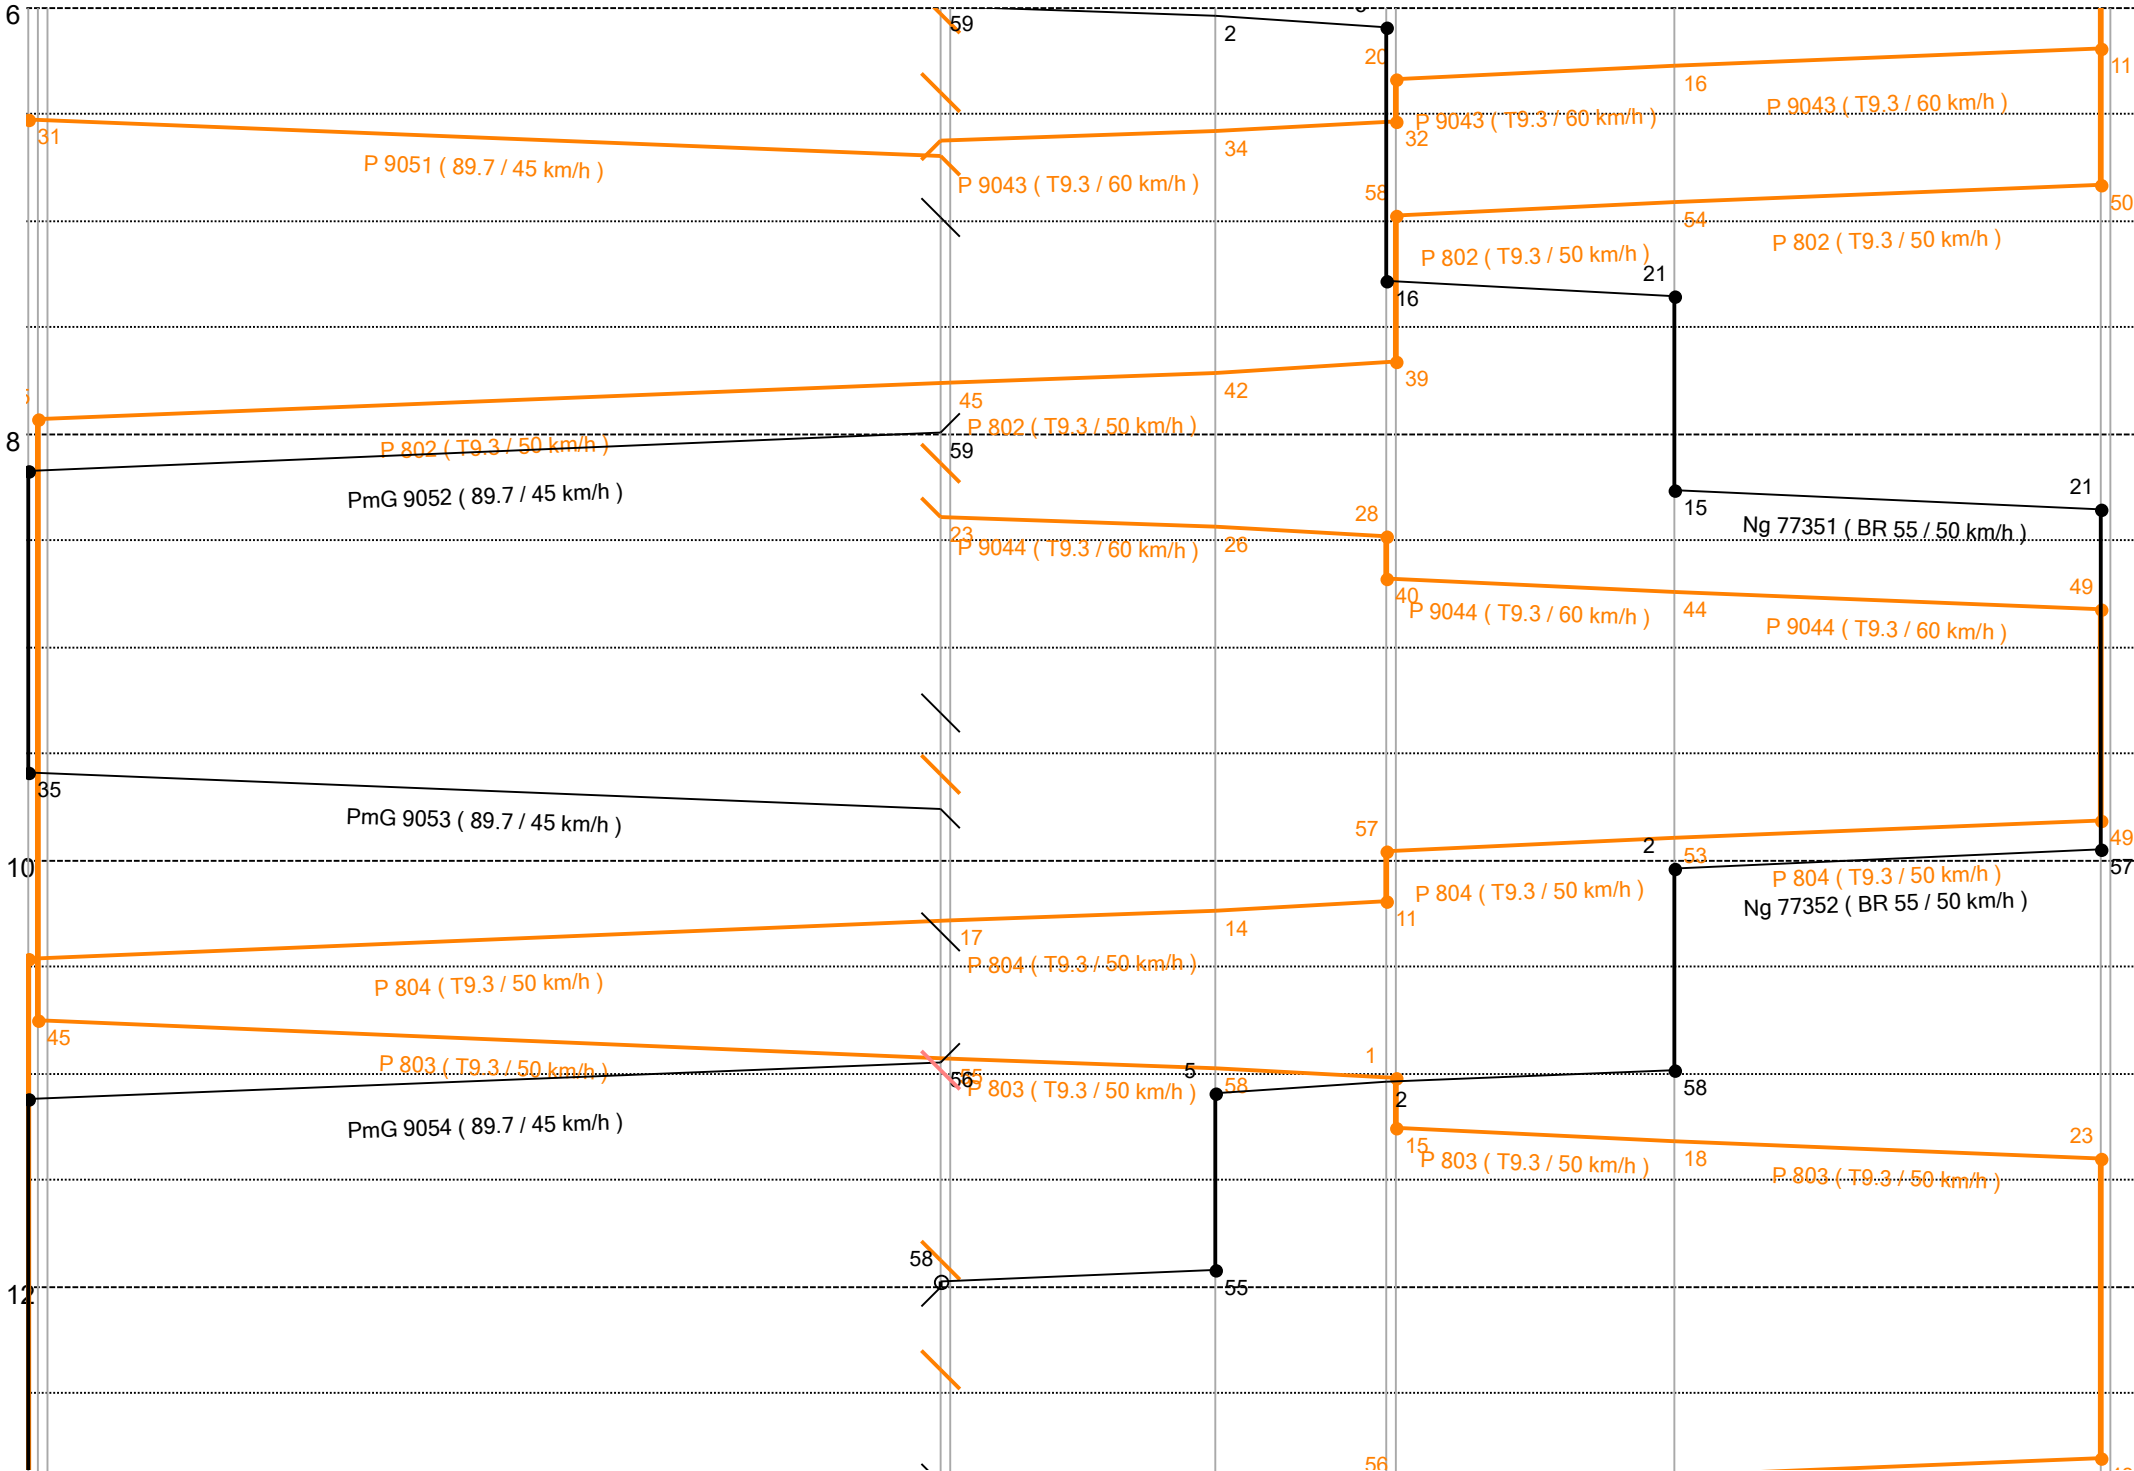 6
59
2
20
16
11
31
P 9043 ( T9.3 / 60 km/h )
P 9043 ( T9.3 / 60 km/h )
32
34
P 9051 ( 89.7 / 45 km/h )
P 9043 ( T9.3 / 60 km/h )
58
54
50
P 802 ( T9.3 / 50 km/h )
P 802 ( T9.3 / 50 km/h )
21
16
39
42
45
8
P 802 ( T9.3 / 50 km/h )
P 802 ( T9.3 / 50 km/h )
59
PmG 9052 ( 89.7 / 45 km/h )
21
15
28
Ng 77351 ( BR 55 / 50 km/h )
23
26
P 9044 ( T9.3 / 60 km/h )
49
40
44
P 9044 ( T9.3 / 60 km/h )
P 9044 ( T9.3 / 60 km/h )
35
PmG 9053 ( 89.7 / 45 km/h )
57
49
2
53
10
57
P 804 ( T9.3 / 50 km/h )
P 804 ( T9.3 / 50 km/h )
Ng 77352 ( BR 55 / 50 km/h )
11
14
17
P 804 ( T9.3 / 50 km/h )
P 804 ( T9.3 / 50 km/h )
45
1
P 803 ( T9.3 / 50 km/h )
5
55
56
58
58
P 803 ( T9.3 / 50 km/h )
2
PmG 9054 ( 89.7 / 45 km/h )
23
15
18
P 803 ( T9.3 / 50 km/h )
P 803 ( T9.3 / 50 km/h )
58
55
12
56